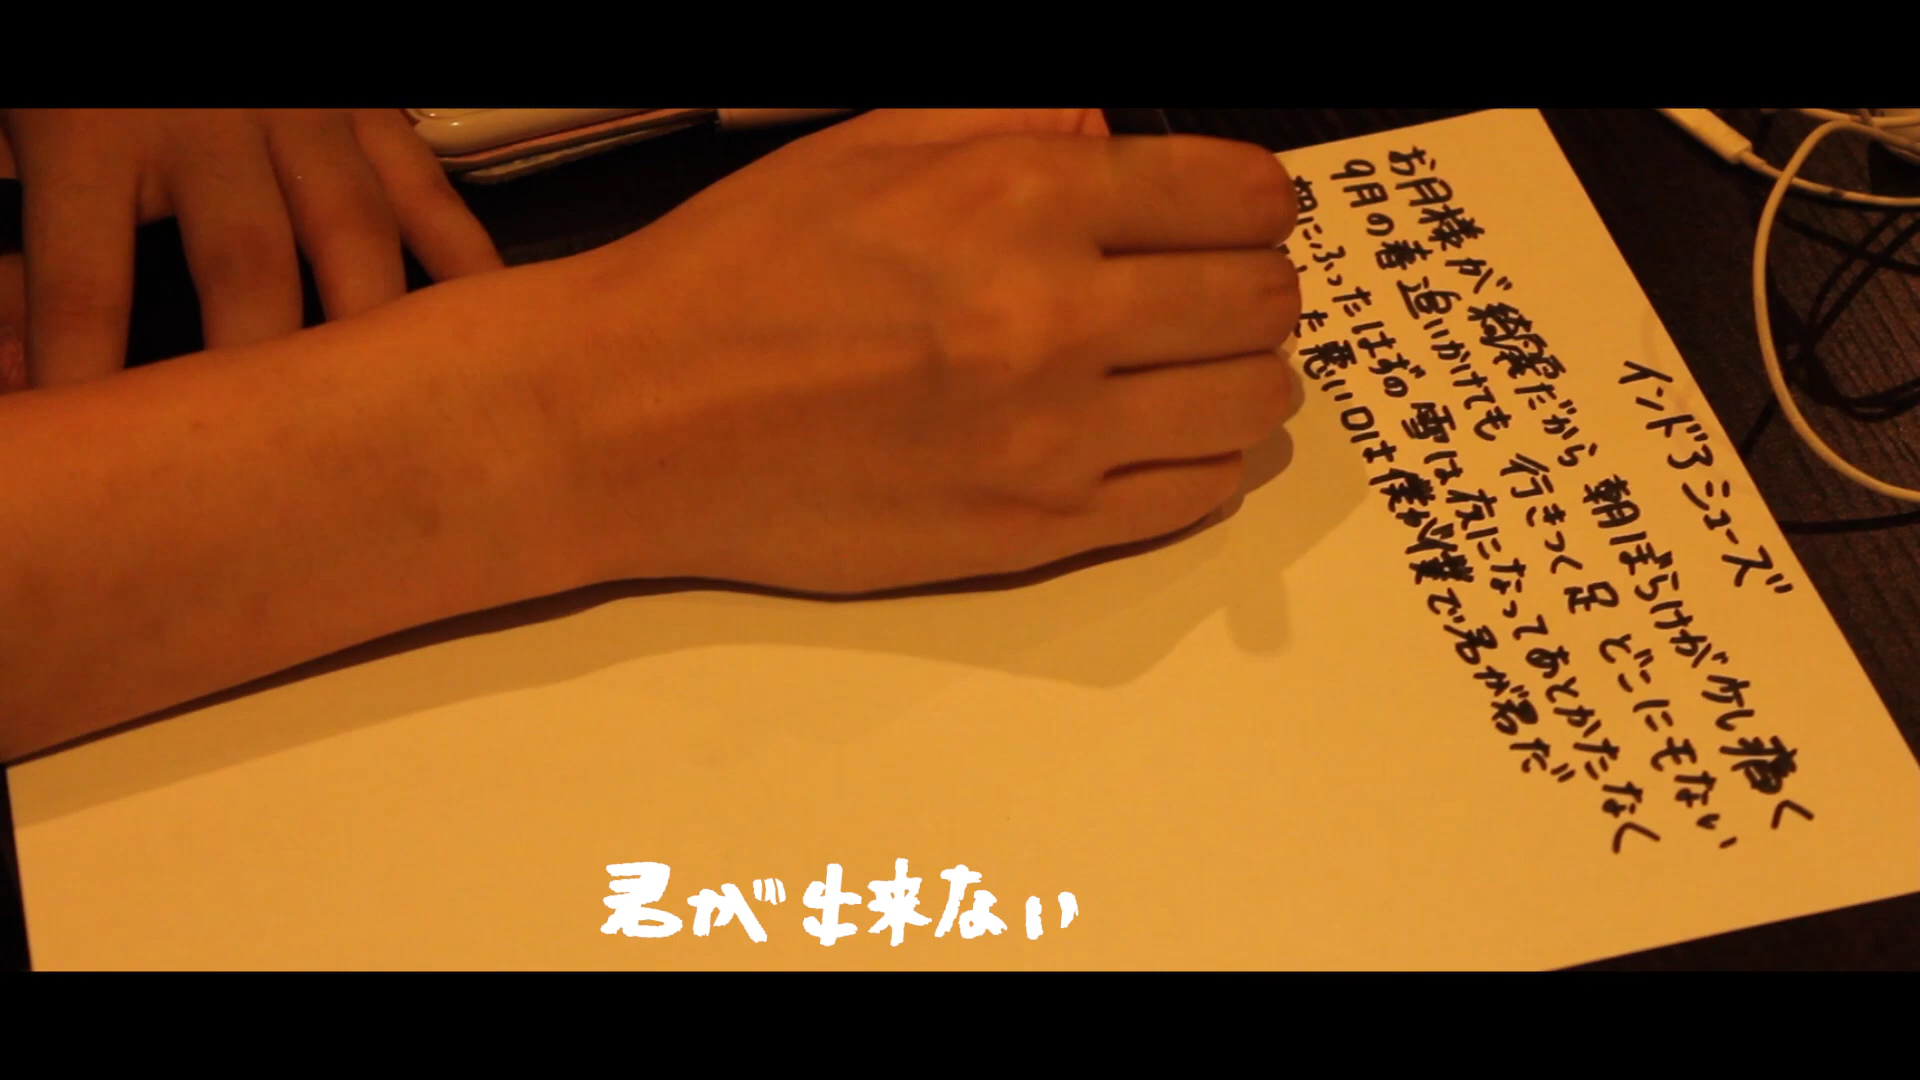 インドアシューズ
お月様が綺麗だから 朝ぼらけが少し痛く
9月の春追いかけても 行きつく足 どこにもない
朝にふったはずの雪は夜になってあとかたなく
た悪い口は僕が僕で君が君だ
君が出来ない